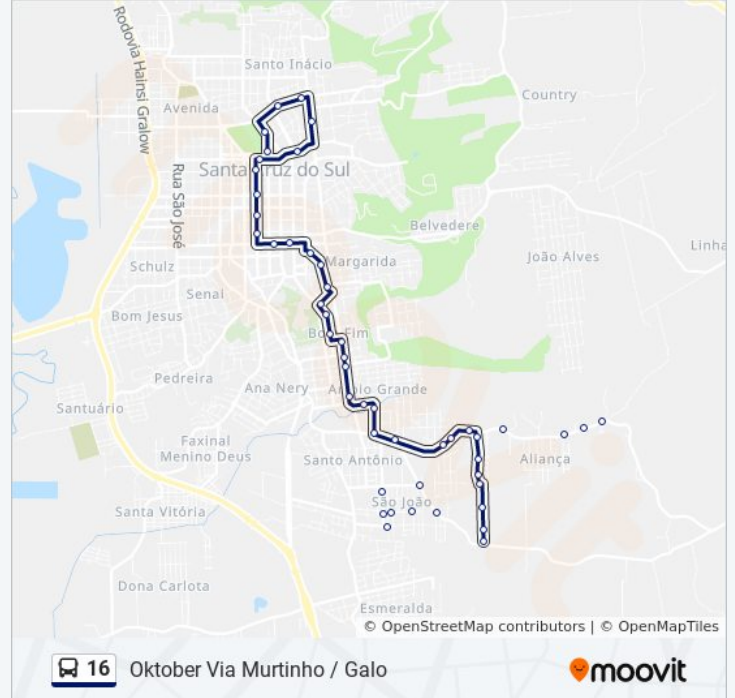 Rodovia Hainsi Gralow
Santo Inácio
Avenida
Country
Rua São José
Santa Cruz do Sul
Belvedere
Linha
João Alves
Margarida
Schulz
Senai
Bom Jesus
Bom Fim
Pedreira
Ana Nery
Arroio Grande
Santuário
Faxinal
Menino Deus
Santo Antônio
Aliança
São João
Santa Vitória
Dona Carlota
Esmeralda
© OpenStreetMap contributors | © OpenMapTiles
16 Oktober Via Murtinho / Galo
moovit